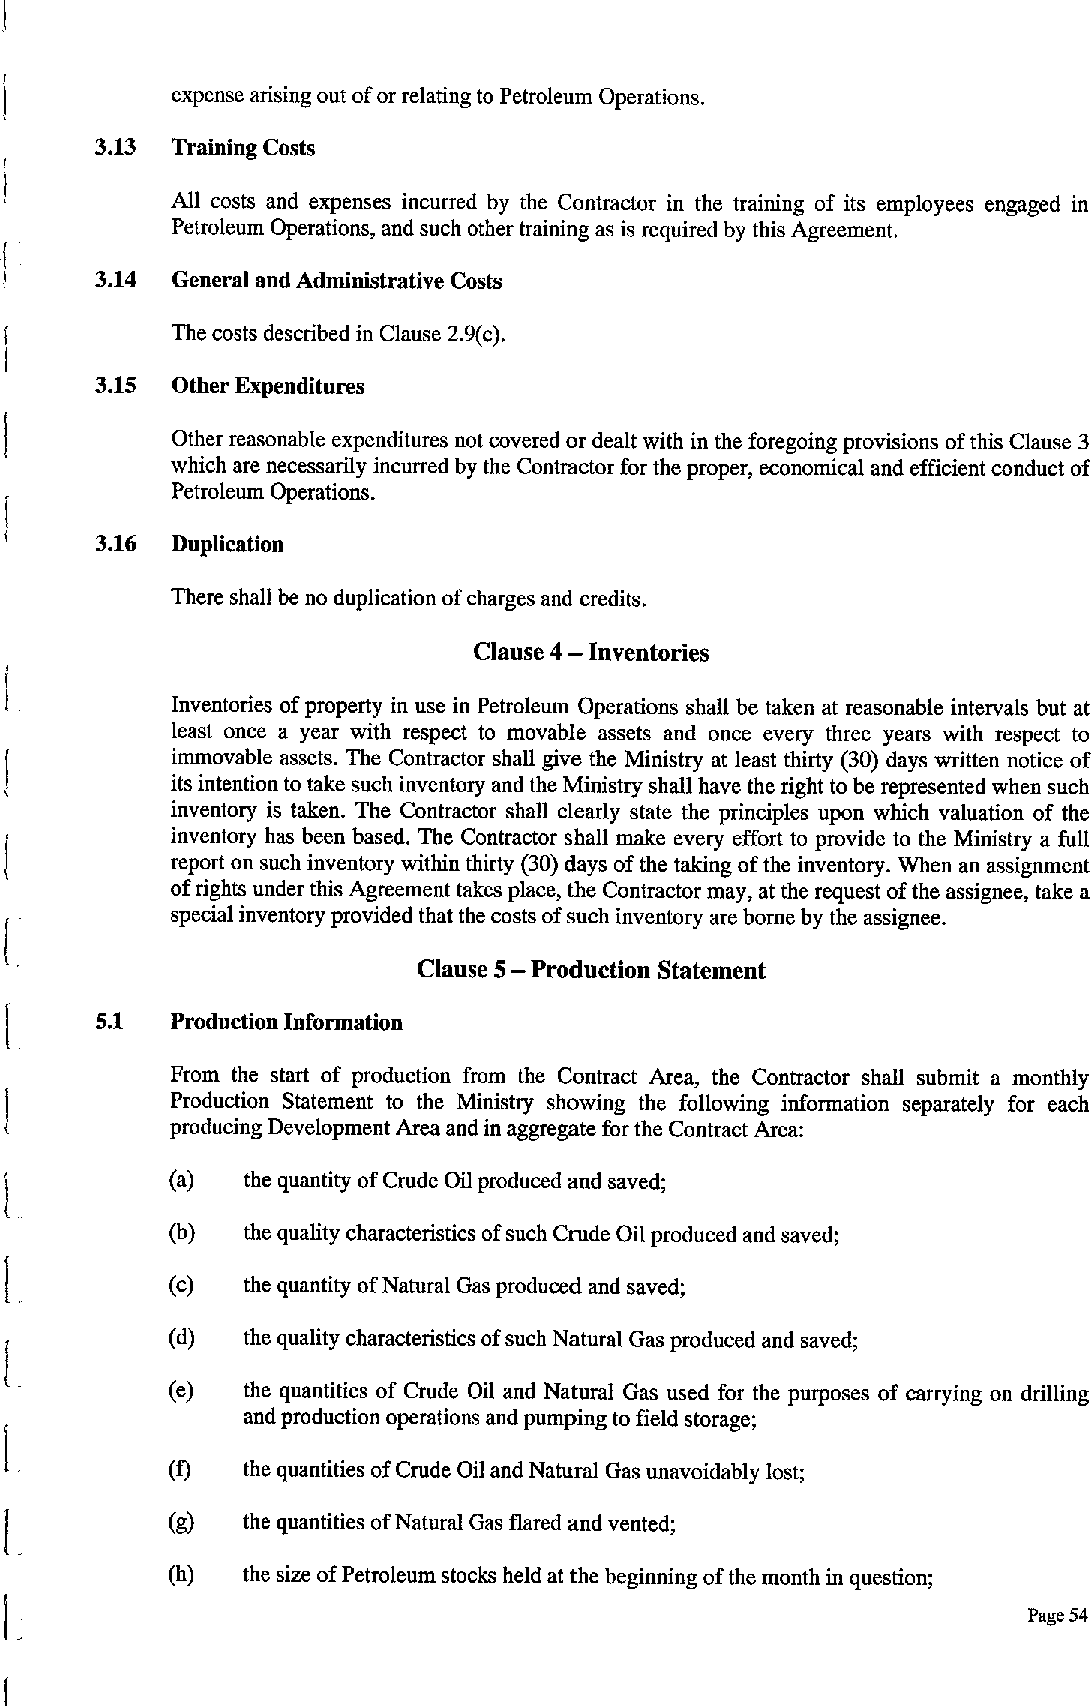 expense arising out of or relating to Petroleum Operations.
3.13 Training Costs
All costs and expenses incurred by the Contractor in the training of its employees engaged in
Petroleum Operations, and such other training as is required by this Agreement.
3.14 General and Administrative Costs
The costs described in Clause 2.9(c).
3.15 Other Expenditures
Other reasonable expenditures not covered or dealt with in the foregoing provisions of this Clause 3
which are necessarily incurred by the Contractor for the proper, economical and efficient conduct of
Petroleum Operations.
3.16 Duplication
There shall be no duplication of charges and credits.
Clause 4 – Inventories
Inventories of property in use in Petroleum Operations shall be taken at reasonable intervals but at
least once a year with respect to movable assets and once every three years with respect to
immovable assets. The Contractor shall give the Ministry at least thirty (30) days written notice of
its intention to take such inventory and the Ministry shall have the right to be represented when such
inventory is taken. The Contractor shall clearly state the principles upon which valuation of the
inventory has been based. The Contractor shall make every effort to provide to the Ministry a full
report on such inventory within thirty (30) days of the taking of the inventory. When an assignment
of rights under this Agreement takes place, the Contractor may, at the request of the assignee, take a
special inventory provided that the costs of such inventory are borne by the assignee.
Clause 5 – Production Statement
5.1 Production Information
From the start of production from the Contract Area, the Contractor shall submit a monthly
Production Statement to the Ministry showing the following information separately for each
producing Development Area and in aggregate for the Contract Area:
(a) the quantity of Crude Oil produced and saved;
(b) the quality characteristics of such Crude Oil produced and saved;
(c) the quantity of Natural Gas produced and saved;
(d) the quality characteristics of such Natural Gas produced and saved;
(e) the quantities of Crude Oil and Natural Gas used for the purposes of carrying on drilling
and production operations and pumping to field storage;
(f) the quantities of Crude Oil and Natural Gas unavoidably lost;
(g) the quantities of Natural Gas flared and vented;
(h) the size of Petroleum stocks held at the beginning of the month in question;
Page 54